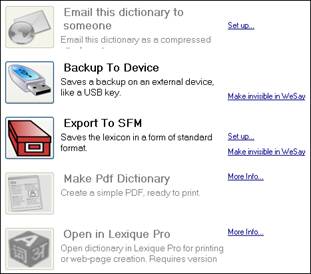 Email this dictionary to
someone
Set up...
Email this dictionary as a compressed
Backup To Device
Saves a backup on an external device,
like a USB key.
Make invisible in WeSay
Export To SFM
Saves the lexicon in a form of standard
format.
Set up...
Make invisible in WeSay
Make Pdf Dictionary
More Info...
Create a simple PDF, ready to print.
Open in Lexique Pro
More Info...
Open dictionary in Lexique Pro for printing
or web-page creation. Requires version